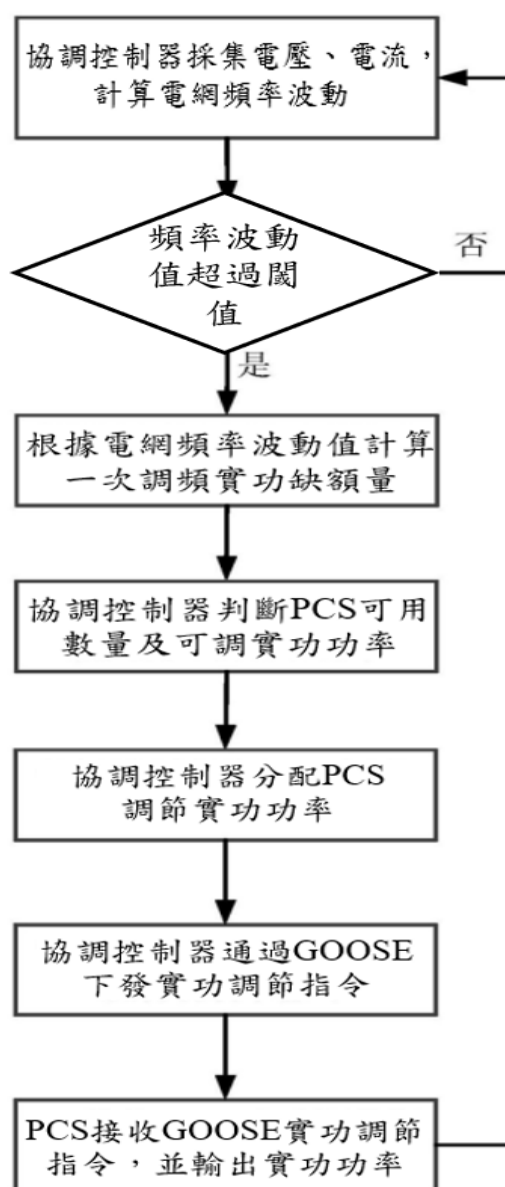 協調控制器採集電壓、電流，
計算電網頻率波動
頻率波動
值超過閾
值
否
是
根據電網頻率波動值計算
一次調頻實功缺額量
協調控制器判斷PCS可用
數量及可調實功功率
協調控制器分配PCS
調節實功功率
協調控制器通過GOOSE
下發實功調節指令
PCS接收GOOSE實功調節
指令，並輸出實功功率